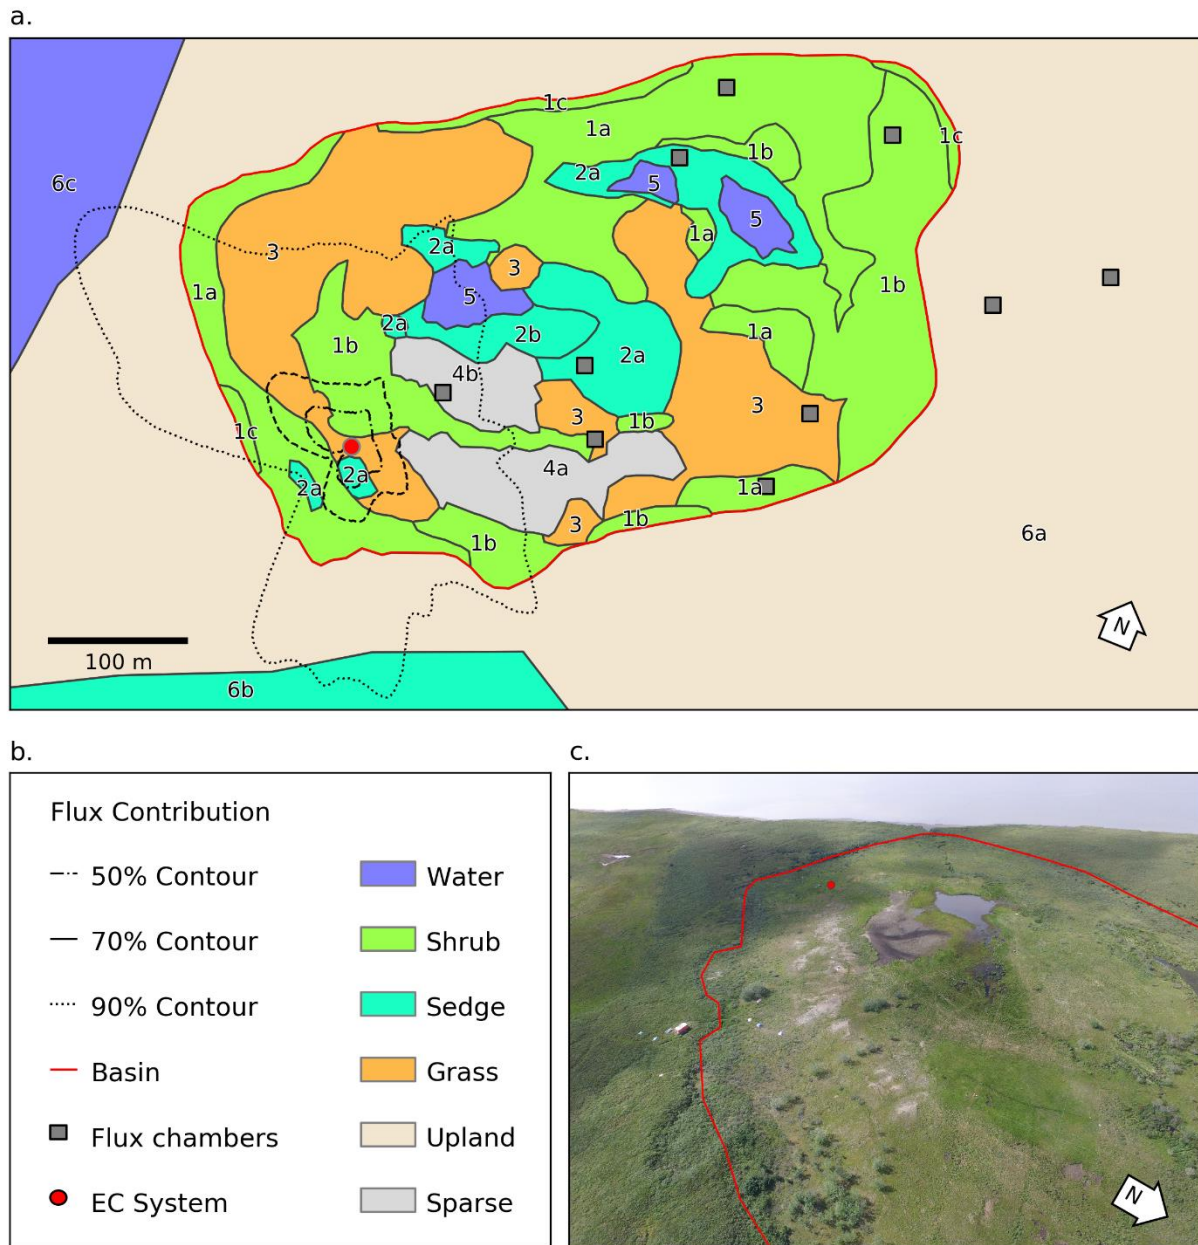 a.
1c
1a
1c
1b
6c
2a
5
5
1a
3
2a
3
5
1a
1b
2a
2b
1a
1b
2a
4b
3
3
1b
1c
4a
2a
2a
1a
3
1b
1b
6a
N
100 m
6b
b.
Flux Contribution
50% Contour
70% Contour
90% Contour
Basin
Flux chambers
EC System
Water
Shrub
Sedge
Grass
Upland
Sparse
c.
N